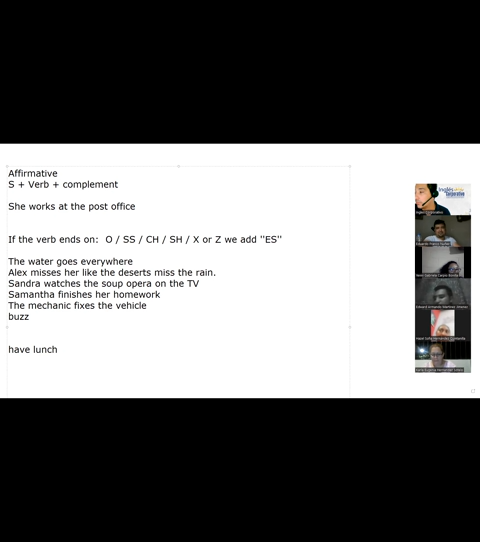 Affirmative
S + Verb + complement
She works at the post office
If the verb ends on:  O / SS / CH / SH / X or Z we add "ES"
The water goes everywhere
Alex misses her like the deserts miss the rain.
Sandra watches the soup opera on the TV
Samantha finishes her homework
The mechanic fixes the vehicle
buzz
have lunch
Inglés
corporativo